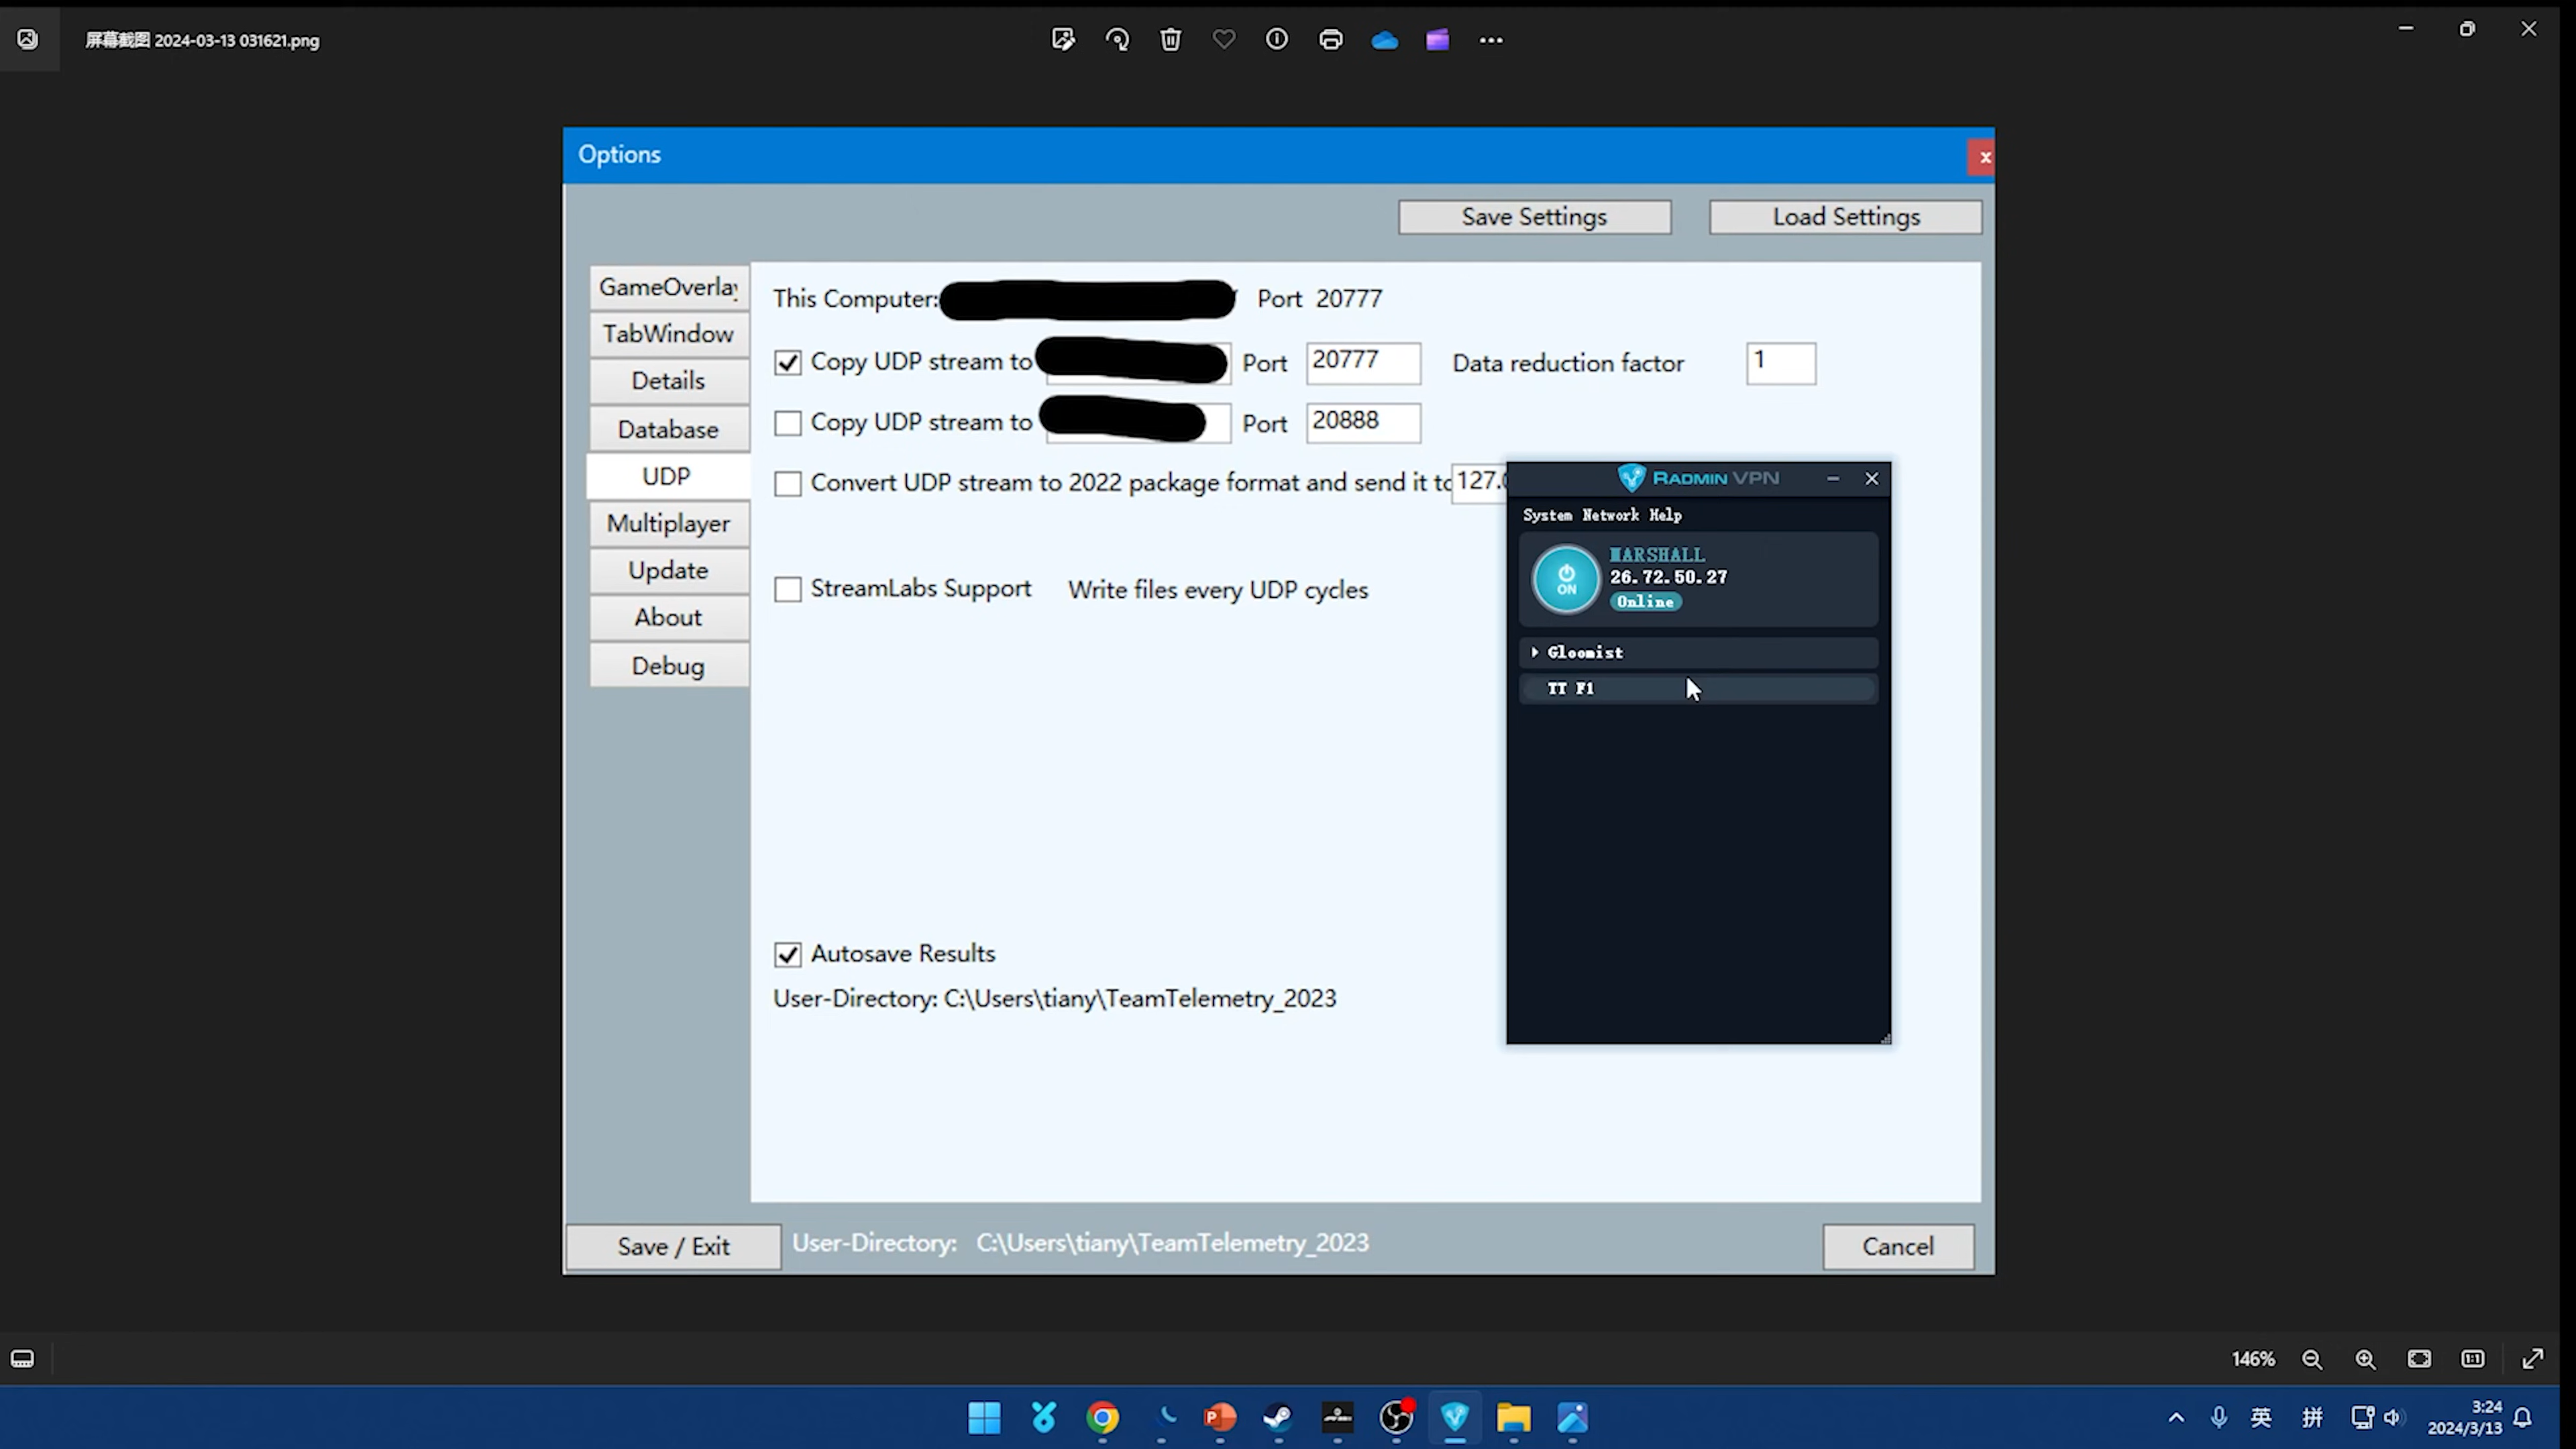 屏幕截图 2024-03-13 031621.png
Options
x
Save Settings
Load Settings
GameOverlay
TabWindow
Details
Database
UDP
Multiplayer
Update
About
Debug
This Computer:
Port 20777
Copy UDP stream to
Port
20777
Data reduction factor
1
Copy UDP stream to
Port
20888
Convert UDP stream to 2022 package format and send it to
127.0
StreamLabs Support
Write files every UDP cycles
RADMIN VPN
System Network Help
ON
MARSHALL
26.72.50.27
Online
Gloomist
TT F1
Autosave Results
User-Directory: C:\Users\tiany\TeamTelemetry_2023
Save / Exit
User-Directory: C:\Users\tiany\TeamTelemetry_2023
Cancel
146%
1:1
P
英
拼
3:24
2024/3/13